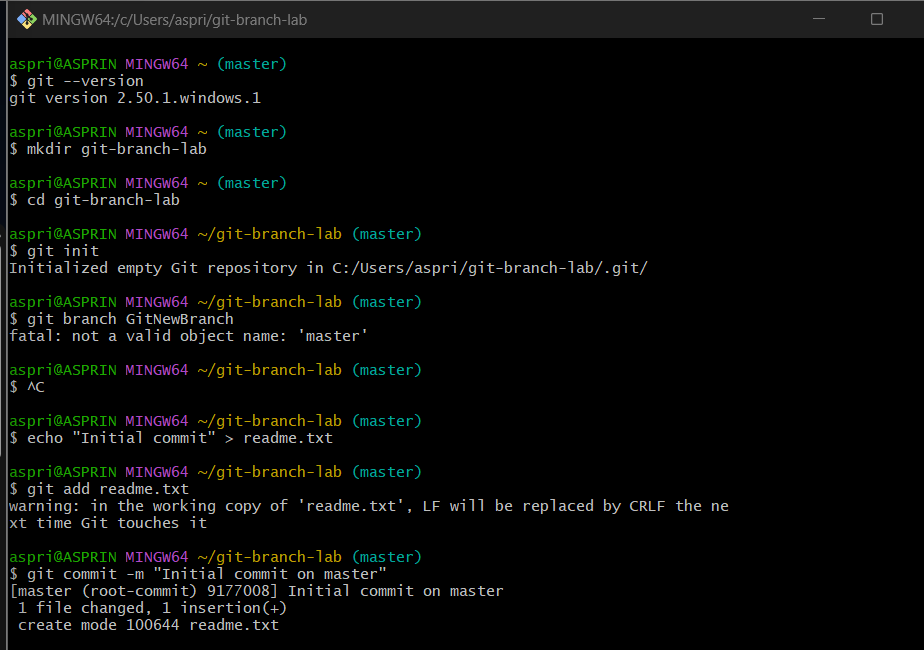 MINGW64:/c/Users/aspri/git-branch-lab
aspri@ASPRIN MINGW64 ~ (master)
$ git --version
git version 2.50.1.windows.1
aspri@ASPRIN MINGW64 ~ (master)
$ mkdir git-branch-lab
aspri@ASPRIN MINGW64 ~ (master)
$ cd git-branch-lab
aspri@ASPRIN MINGW64 ~/git-branch-lab (master)
$ git init
Initialized empty Git repository in C:/Users/aspri/git-branch-lab/.git/
aspri@ASPRIN MINGW64 ~/git-branch-lab (master)
$ git branch GitNewBranch
fatal: not a valid object name: 'master'
aspri@ASPRIN MINGW64 ~/git-branch-lab (master)
$ ^C
aspri@ASPRIN MINGW64 ~/git-branch-lab (master)
$ echo "Initial commit" > readme.txt
aspri@ASPRIN MINGW64 ~/git-branch-lab (master)
$ git add readme.txt
warning: in the working copy of 'readme.txt', LF will be replaced by CRLF the ne
xt time Git touches it
aspri@ASPRIN MINGW64 ~/git-branch-lab (master)
$ git commit -m "Initial commit on master"
[master (root-commit) 9177008] Initial commit on master
 1 file changed, 1 insertion(+)
 create mode 100644 readme.txt